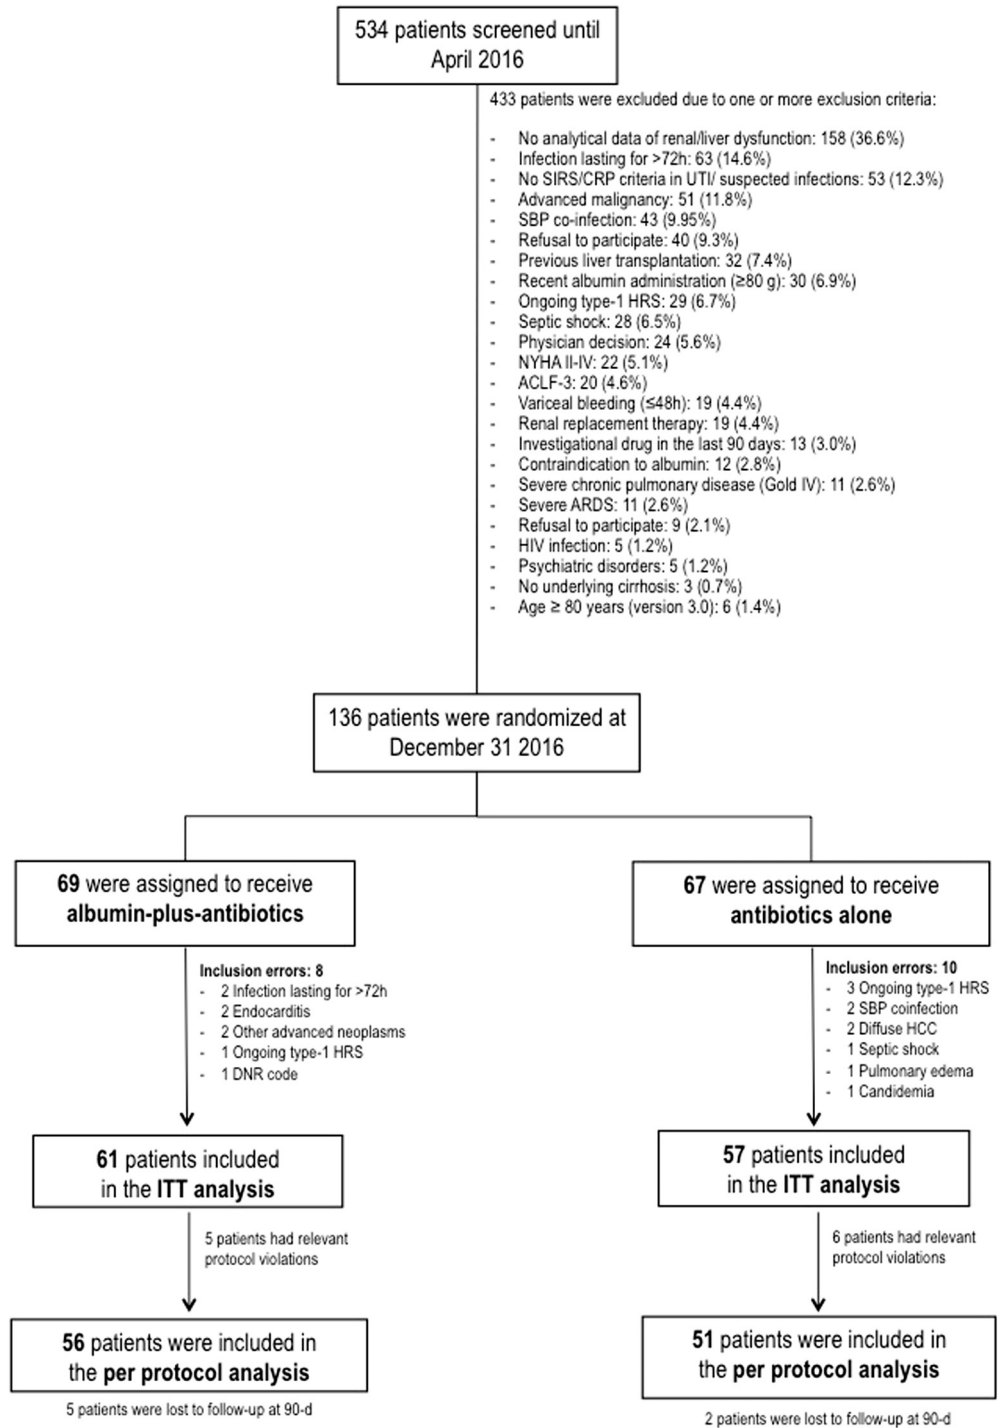 534 patients screened until
April 2016
433 patients were excluded due to one or more exclusion criteria:
- No analytical data of renal/liver dysfunction: 158 (36.6%)
- Infection lasting for >72h: 63 (14.6%)
- No SIRS/CRP criteria in UTI/ suspected infections: 53 (12.3%)
- Advanced malignancy: 51 (11.8%)
- SBP co-infection: 43 (9.95%)
- Refusal to participate: 40 (9.3%)
- Previous liver transplantation: 32 (7.4%)
- Recent albumin administration (≥80 g): 30 (6.9%)
- Ongoing type-1 HRS: 29 (6.7%)
- Septic shock: 28 (6.5%)
- Physician decision: 24 (5.6%)
- NYHA II-IV: 22 (5.1%)
- ACLF-3: 20 (4.6%)
- Variceal bleeding (≤48h): 19 (4.4%)
- Renal replacement therapy: 19 (4.4%)
- Investigational drug in the last 90 days: 13 (3.0%)
- Contraindication to albumin: 12 (2.8%)
- Severe chronic pulmonary disease (Gold IV): 11 (2.6%)
- Severe ARDS: 11 (2.6%)
- Refusal to participate: 9 (2.1%)
- HIV infection: 5 (1.2%)
- Psychiatric disorders: 5 (1.2%)
- No underlying cirrhosis: 3 (0.7%)
- Age ≥ 80 years (version 3.0): 6 (1.4%)
136 patients were randomized at
December 31 2016
69 were assigned to receive
albumin-plus-antibiotics
Inclusion errors: 8
- 2 Infection lasting for >72h
- 2 Endocarditis
- 2 Other advanced neoplasms
- 1 Ongoing type-1 HRS
- 1 DNR code
61 patients included
in the ITT analysis
5 patients had relevant
protocol violations
56 patients were included in
the per protocol analysis
5 patients were lost to follow-up at 90-d
67 were assigned to receive
antibiotics alone
Inclusion errors: 10
- 3 Ongoing type-1 HRS
- 2 SBP coinfection
- 2 Diffuse HCC
- 1 Septic shock
- 1 Pulmonary edema
- 1 Candidemia
57 patients included
in the ITT analysis
6 patients had relevant
protocol violations
51 patients were included in
the per protocol analysis
2 patients were lost to follow-up at 90-d